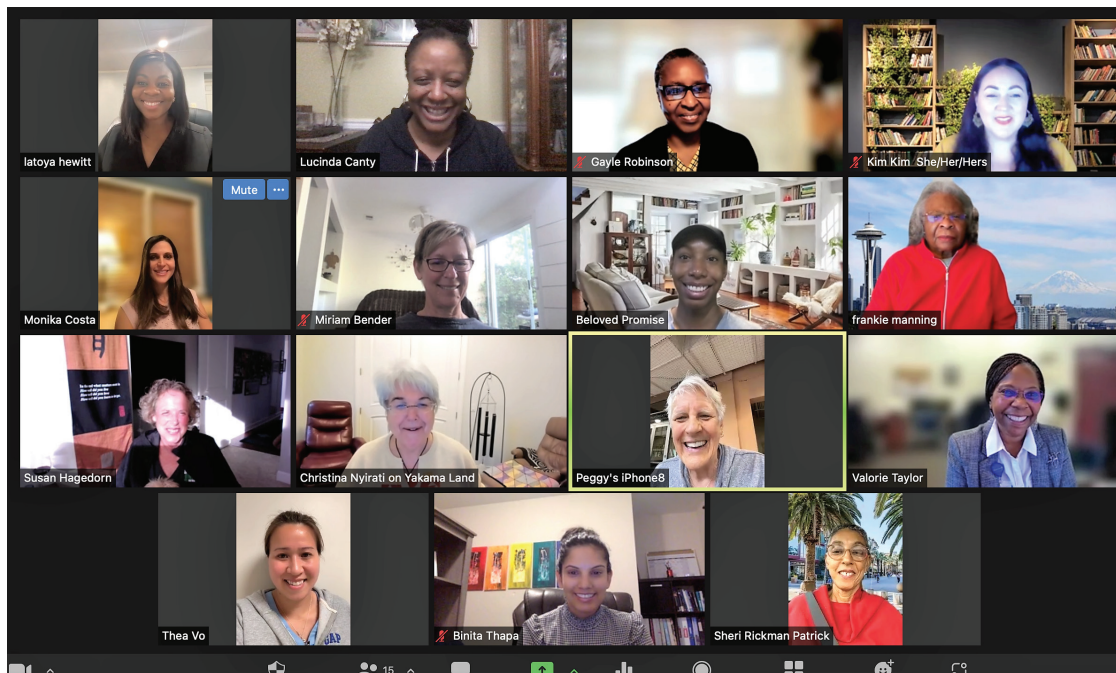 latoya hewitt
Lucinda Canty
Gayle Robinson
Kim Kim She/Her/Hers
Mute
Monika Costa
Miriam Bender
Beloved Promise
frankie manning
Susan Hagedorn
Christina Nyirati on Yakama Land
Peggy's iPhone8
Valorie Taylor
GAP
Thea Vo
Binita Thapa
Sheri Rickman Patrick
15